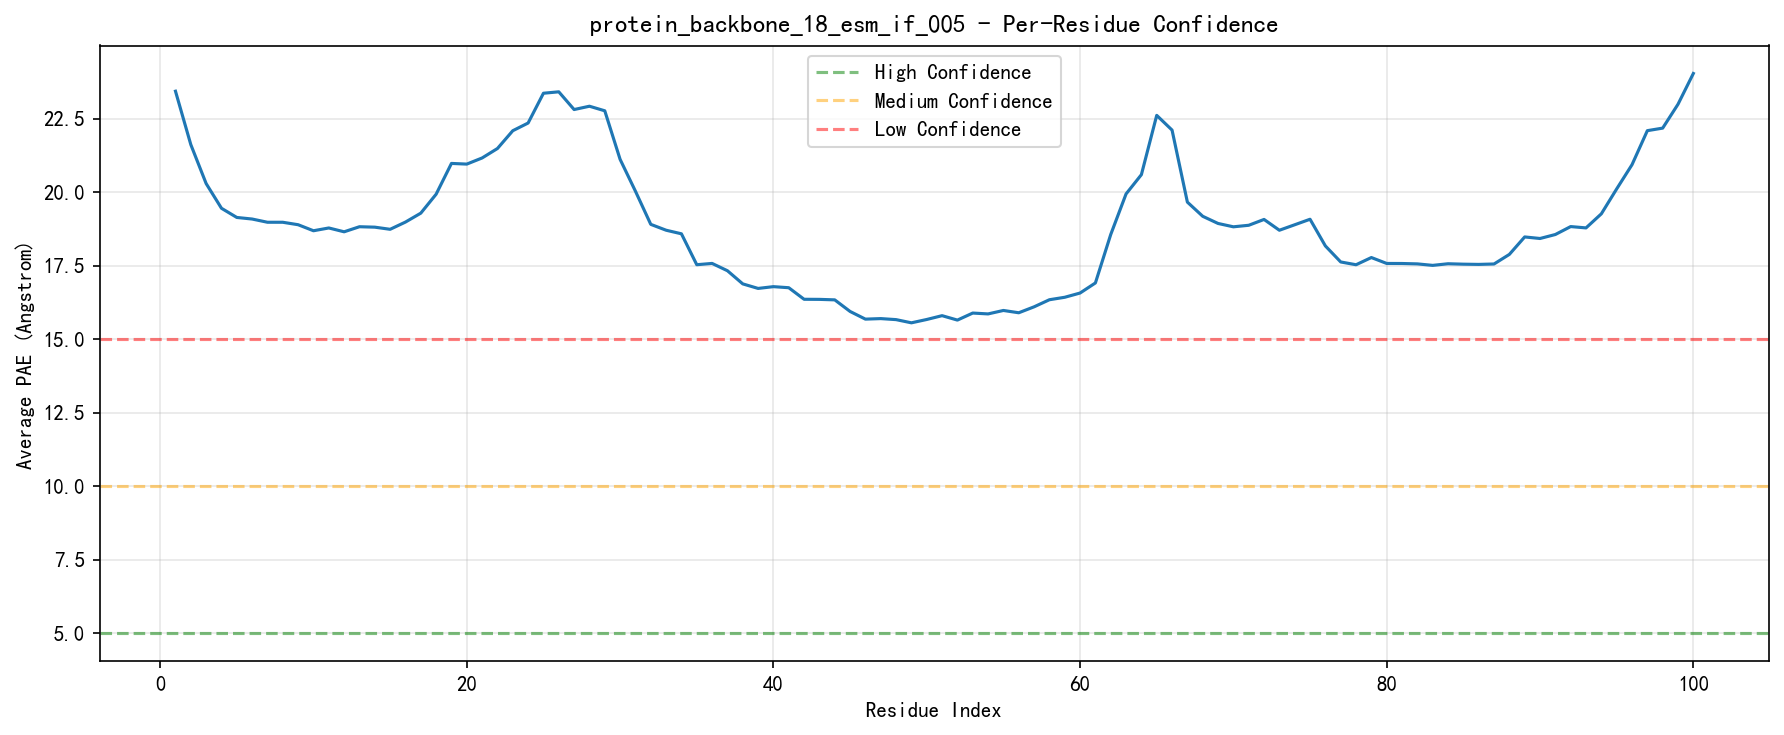 protein_backbone_18_esm_if_005 - Per-Residue Confidence
High Confidence
Medium Confidence
Low Confidence
Average PAE (Angstrom)
22.5
20.0
17.5
15.0
12.5
10.0
7.5
5.0
0 20 40 60 80 100
Residue Index